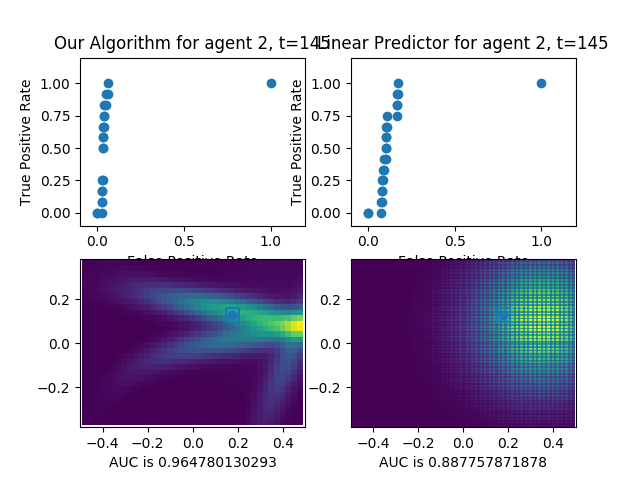 Our Algorithm for agent 2, t=145
Linear Predictor for agent 2, t=145
True Positive Rate
1.00
0.75
0.50
0.25
0.00
0.0 0.5 1.0
False Positive Rate
True Positive Rate
1.00
0.75
0.50
0.25
0.00
0.0 0.5 1.0
False Positive Rate
0.2
0.0
−0.2
−0.4 −0.2 0.0 0.2 0.4
AUC is 0.964780130293
0.2
0.0
−0.2
−0.4 −0.2 0.0 0.2 0.4
AUC is 0.887757871878